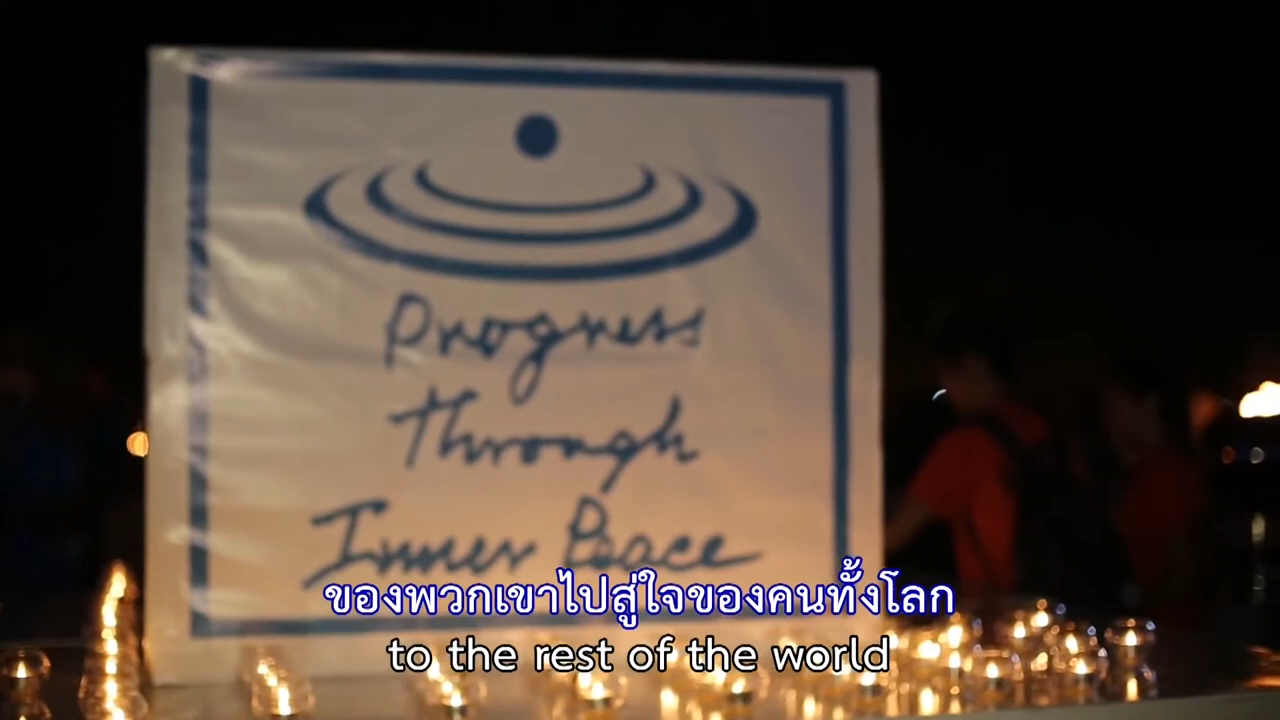 Progress
Through
Inner Peace
ของพวกเขาไปสู่ใจของคนทั้งโลก
to the rest of the world